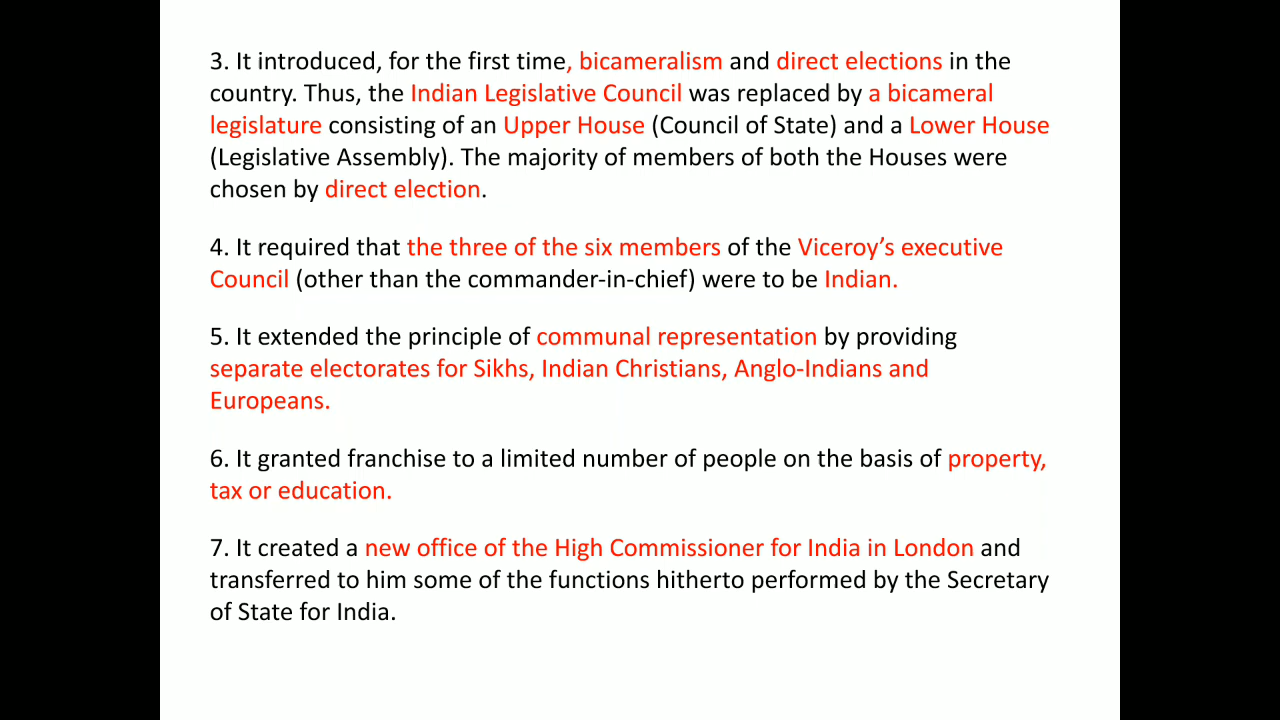 3. It introduced, for the first time, bicameralism and direct elections in the
country. Thus, the Indian Legislative Council was replaced by a bicameral
legislature consisting of an Upper House (Council of State) and a Lower House
(Legislative Assembly). The majority of members of both the Houses were
chosen by direct election.
4. It required that the three of the six members of the Viceroy’s executive
Council (other than the commander-in-chief) were to be Indian.
5. It extended the principle of communal representation by providing
separate electorates for Sikhs, Indian Christians, Anglo-Indians and
Europeans.
6. It granted franchise to a limited number of people on the basis of property,
tax or education.
7. It created a new office of the High Commissioner for India in London and
transferred to him some of the functions hitherto performed by the Secretary
of State for India.